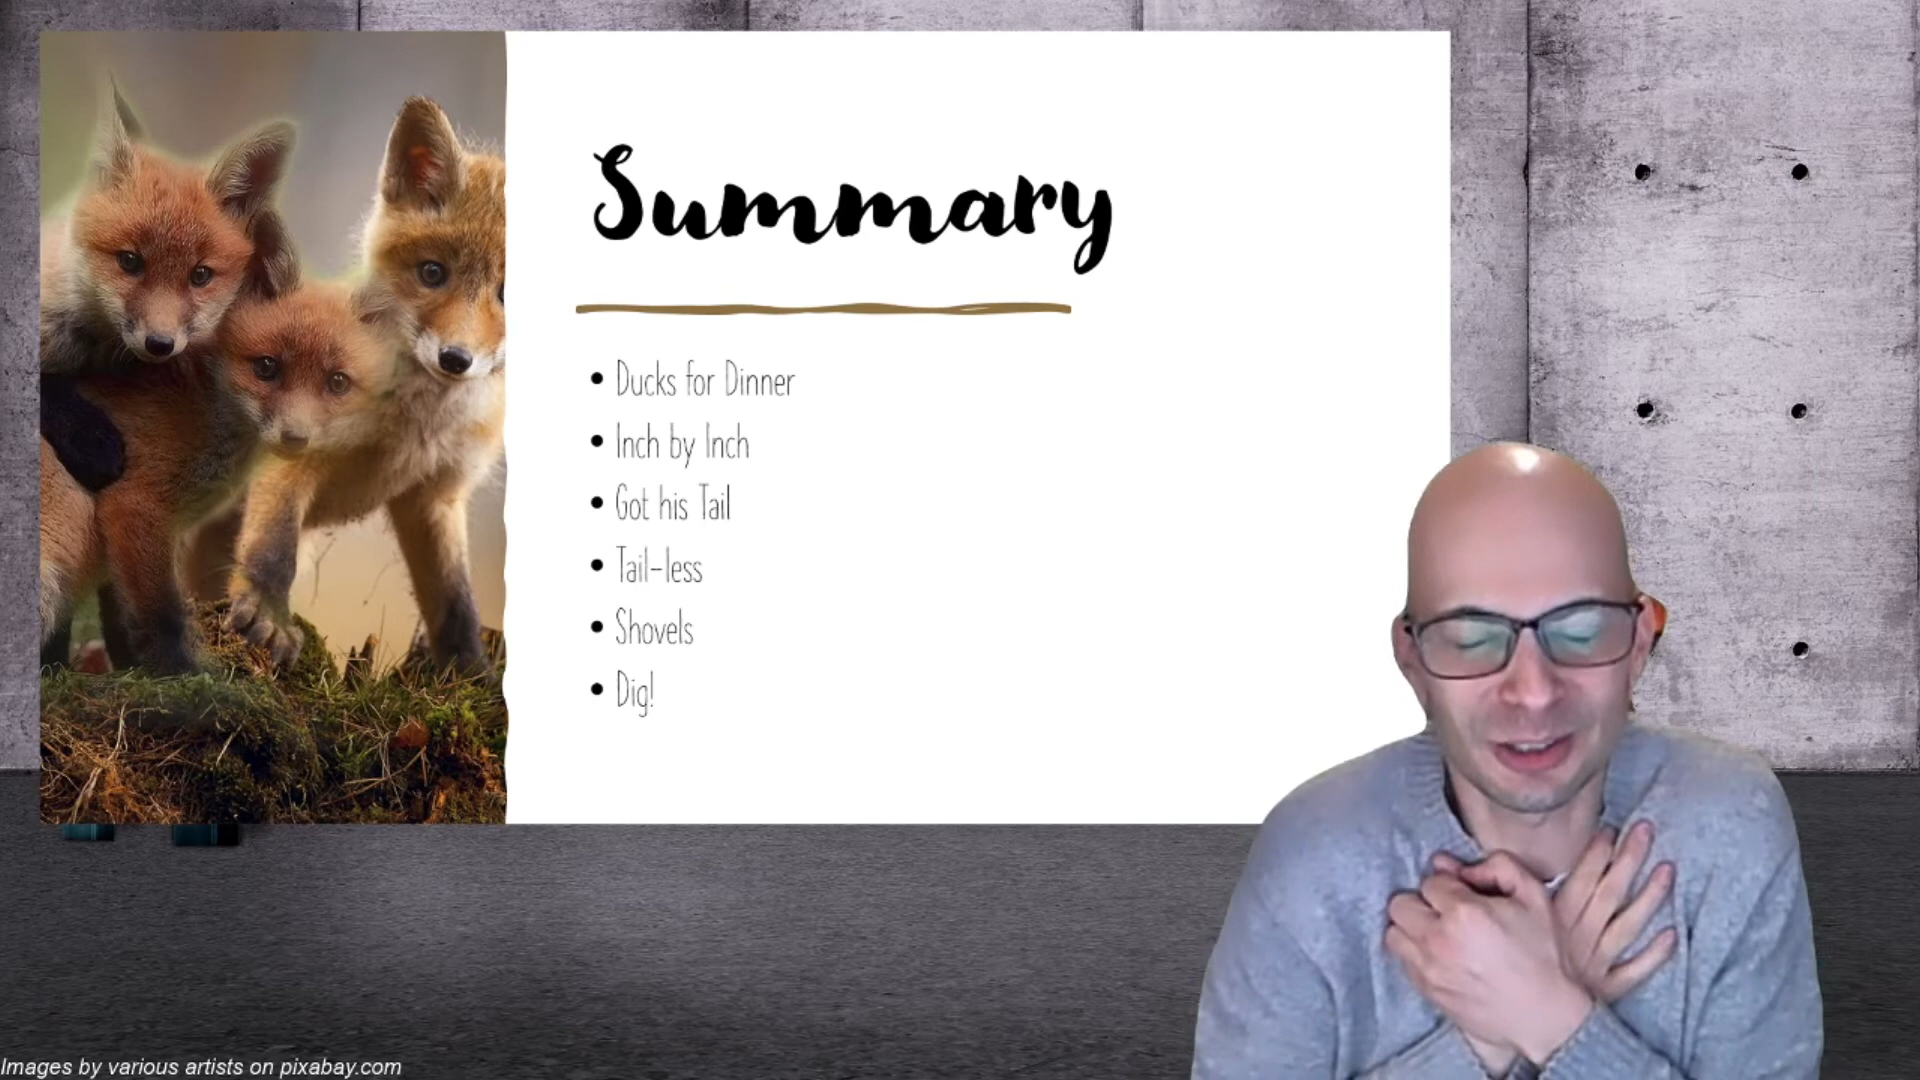 Summary
• Ducks for Dinner
• Inch by Inch
• Got his Tail
• Tail-less
• Shovels
• Dig!
Images by various artists on pixabay.com